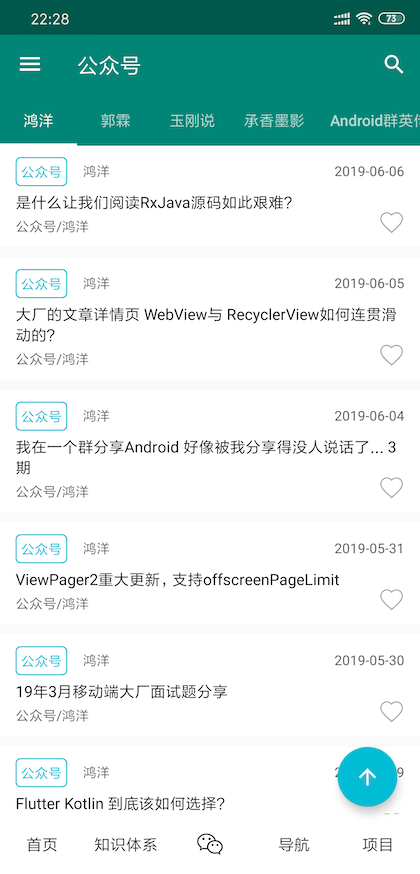 22:28
73
公众号
鸿洋 郭霖 玉刚说 承香墨影 Android群英
公众号 鸿洋 2019-06-06
是什么让我们阅读RxJava源码如此艰难?
公众号/鸿洋
公众号 鸿洋 2019-06-05
大厂的文章详情页 WebView与 RecyclerView如何连贯滑
动的?
公众号/鸿洋
公众号 鸿洋 2019-06-04
我在一个群分享Android 好像被我分享得没人说话了... 3
期
公众号/鸿洋
公众号 鸿洋 2019-05-31
ViewPager2重大更新，支持offscreenPageLimit
公众号/鸿洋
公众号 鸿洋 2019-05-30
19年3月移动端大厂面试题分享
公众号/鸿洋
公众号 鸿洋
Flutter Kotlin 到底该如何选择?
首页 知识体系 导航 项目